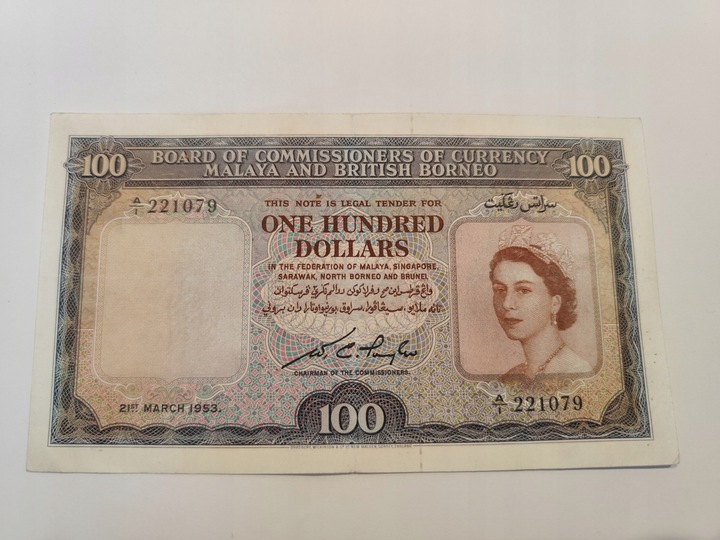 BOARD OF COMMISSIONERS OF CURRENCY
MALAYA AND BRITISH BORNEO
100
100
A/1 221079
THIS NOTE IS LEGAL TENDER FOR
سراتس رڠݢيت
ONE HUNDRED
DOLLARS
IN THE FEDERATION OF MALAYA, SINGAPORE,
SARAWAK, NORTH BORNEO AND BRUNEI.
CHAIRMAN OF THE COMMISSIONERS.
21ST MARCH 1953.
100
A/1 221079